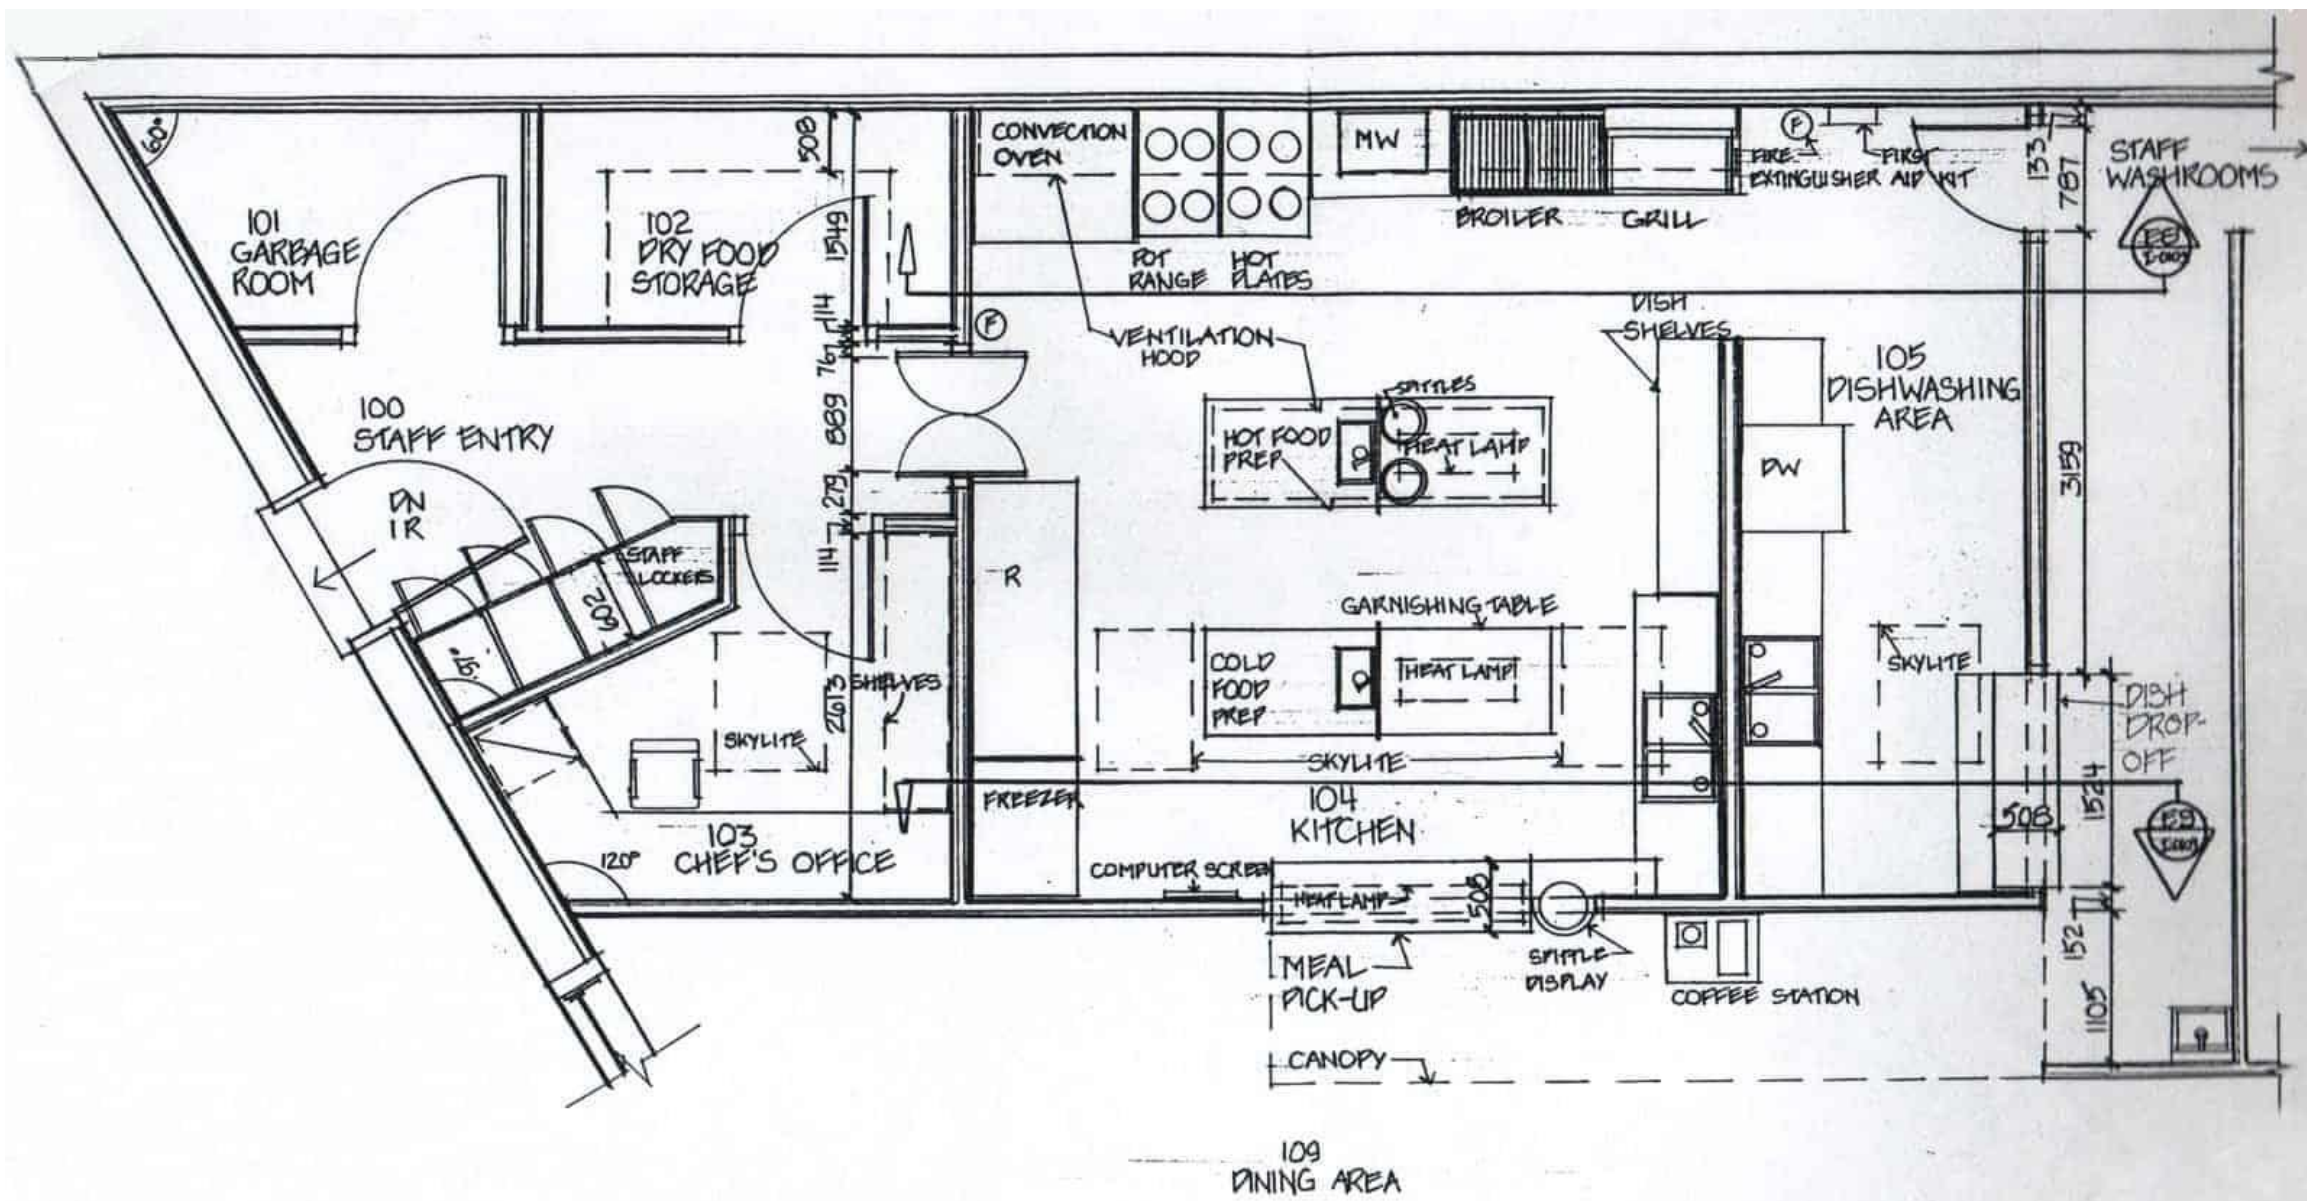 60°
101
GARBAGE
ROOM
102
DRY FOOD
STORAGE
508
1549
114
76
889
279
114
2613
CONVECTION
OVEN
POT
RANGE
HOT
PLATES
MW
BROILER
GRILL
F
FIRE
EXTINGUISHER
FIRST
AID KIT
133
787
3159
1524
152
1105
STAFF
WASHROOMS
F
VENTILATION
HOOD
DISH
SHELVES
105
DISHWASHING
AREA
DW
100
STAFF ENTRY
DN
1R
STAFF
LOCKERS
602
97°
HOT FOOD
PREP
HEAT LAMP
R
GARNISHING TABLE
COLD
FOOD
PREP
HEAT LAMP
SKYLITE
SKYLITE
SHELVES
SKYLITE
DISH
DROP-
OFF
508
FREEZER
104
KITCHEN
103
CHEF'S OFFICE
120°
COMPUTER SCREEN
HEAT LAMP
508
MEAL
PICK-UP
DISPLAY
COFFEE STATION
CANOPY
109
DINING AREA